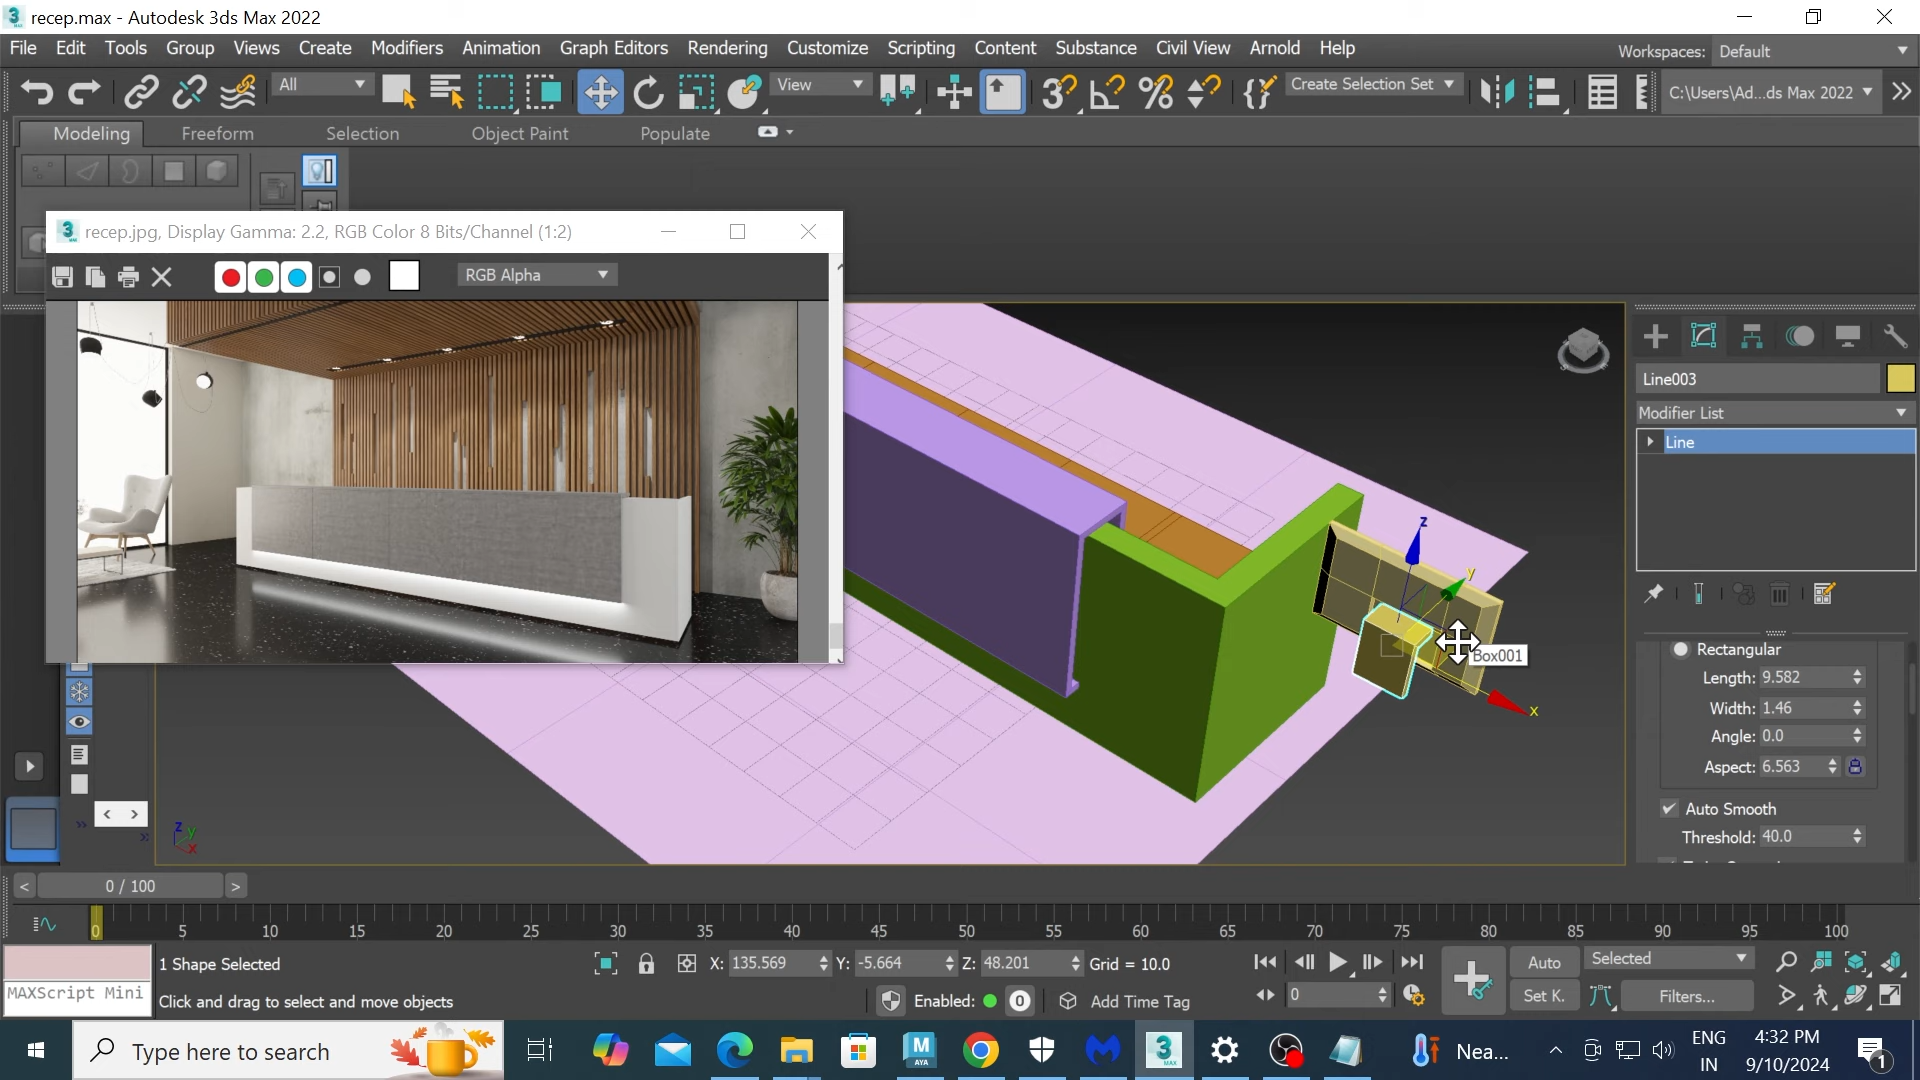 recep.max - Autodesk 3ds Max 2022
File Edit Tools Group Views Create Modifiers Animation Graph Editors Rendering Customize Scripting Content Substance Civil View Arnold Help
Workspaces: Default
All
View
Create Selection Set
C:\Users\Ad...ds Max 2022
Modeling Freeform Selection Object Paint Populate
recep.jpg, Display Gamma: 2.2, RGB Color 8 Bits/Channel (1:2)
RGB Alpha
Line003
Modifier List
Line
z
y
x
Box001
Rectangular
Length: 9.582
Width: 1.46
Angle: 0.0
Aspect: 6.563
Auto Smooth
Threshold: 40.0
z
y
x
0 / 100
0 5 10 15 20 25 30 35 40 45 50 55 60 65 70 75 80 85 90 95 100
1 Shape Selected
X: 135.569 Y: -5.664 Z: 48.201 Grid = 10.0
Auto
Selected
MAXScript Mini
Click and drag to select and move objects
Enabled: 0
Add Time Tag
0
Set K.
Filters...
Type here to search
M
AYA
3
MAX
Nea...
ENG
IN
4:32 PM
9/10/2024
1